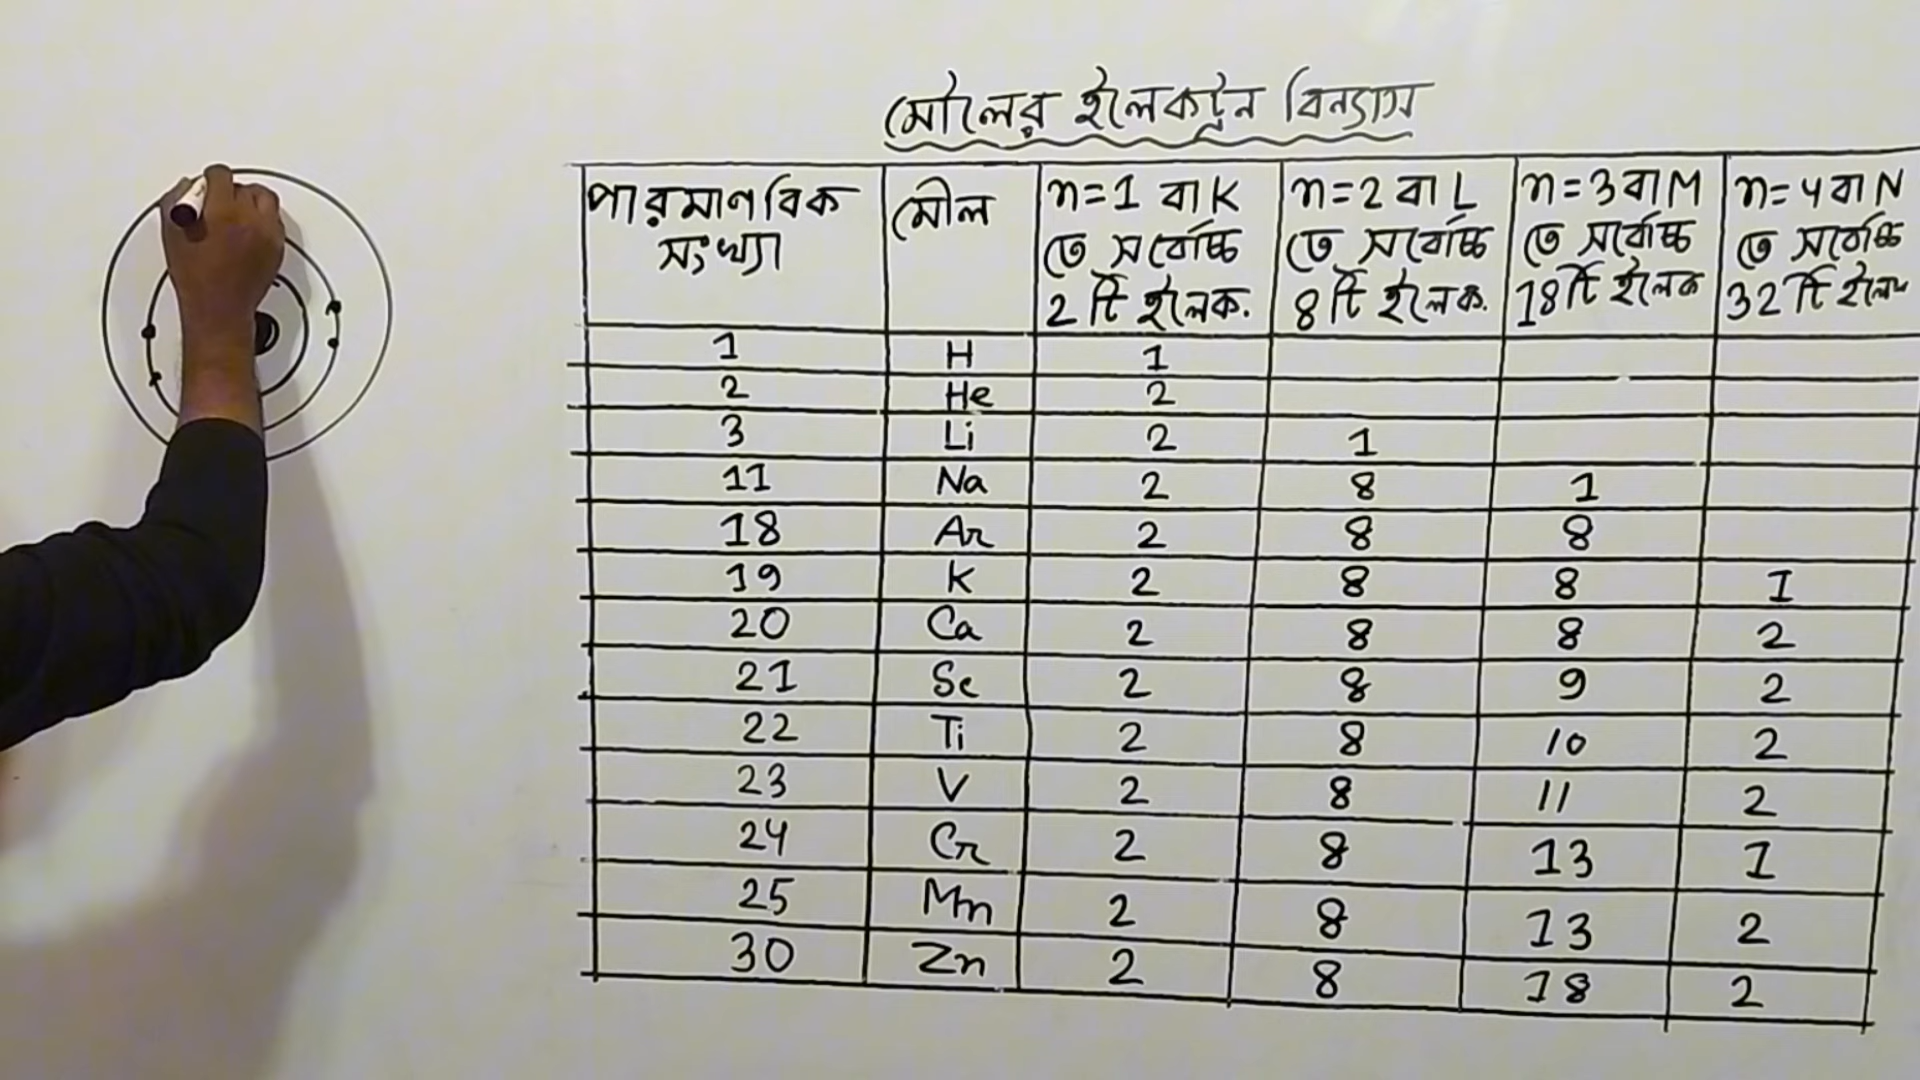 মৌলের ইলেকট্রন বিন্যাস
পারমাণবিক সংখ্যা | মৌল | n=1 বা K তে সর্বোচ্চ 2 টি ইলেক. | n=2 বা L তে সর্বোচ্চ 8 টি ইলেক. | n=3 বা M তে সর্বোচ্চ 18 টি ইলেক | n=4 বা N তে সর্বোচ্চ 32 টি ইলেক
1 H 1
2 He 2
3 Li 2 1
11 Na 2 8 1
18 Ar 2 8 8
19 K 2 8 8 1
20 Ca 2 8 8 2
21 Sc 2 8 9 2
22 Ti 2 8 10 2
23 V 2 8 11 2
24 Cr 2 8 13 1
25 Mn 2 8 13 2
30 Zn 2 8 18 2